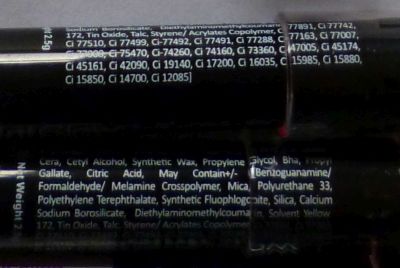 Sodium Borosilicate, Diethylaminomethylcoumarin
77891, Ci 77742,
172, Tin Oxide, Talc, Styrene/ Acrylates Copolymer, Ci 77163, Ci 77007,
Ci 77510, Ci 77499, Ci-77492, Ci 77491, Ci 77288,
Ci 75470, Ci-74260, Ci 74160, Ci 73360, Ci 47005, Ci 45174,
Ci 45161, Ci 42090, Ci 19140, Ci 17200, Ci 16035, Ci 15985, Ci 15880,
Ci 15850, Ci 14700, Ci 12085]
2.5g
Cera, Cetyl Alcohol, Synthetic Wax, Propylene Glycol, Bha, Propyl
Gallate, Citric Acid, May Contain+/- (Benzoguanamine/
Formaldehyde/ Melamine Crosspolymer, Mica, Polyurethane 33,
Polyethylene Terephthalate, Synthetic Fluophlogopite, Silica, Calcium
Sodium Borosilicate, Diethylaminomethylcoumarin, Solvent Yellow
172, Tin Oxide, Talc, Styrene/ Acrylates Copolymer
Net Weight